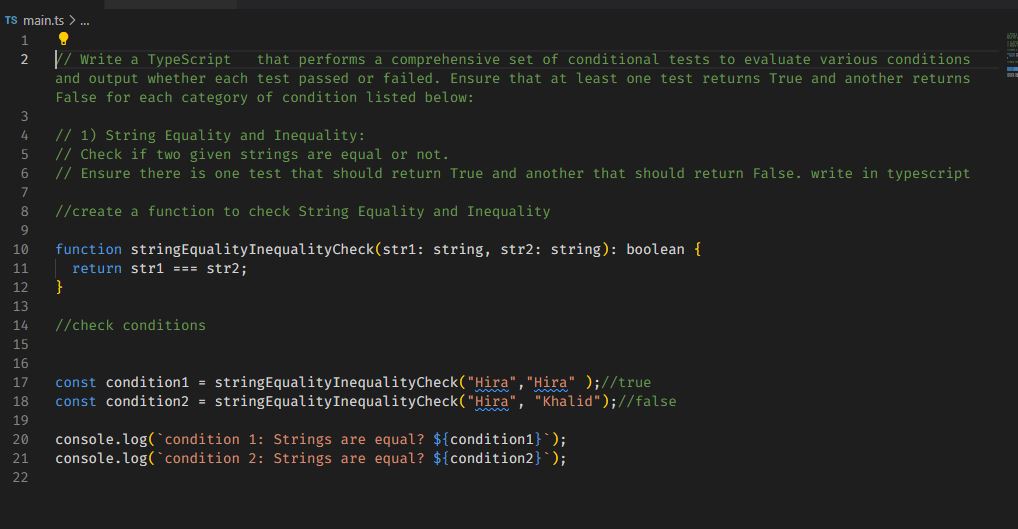 TS main.ts > ...
1
2 // Write a TypeScript   that performs a comprehensive set of conditional tests to evaluate various conditions
and output whether each test passed or failed. Ensure that at least one test returns True and another returns
False for each category of condition listed below:
3
4 // 1) String Equality and Inequality:
5 // Check if two given strings are equal or not.
6 // Ensure there is one test that should return True and another that should return False. write in typescript
7
8 //create a function to check String Equality and Inequality
9
10 function stringEqualityInequalityCheck(str1: string, str2: string): boolean {
11   return str1 === str2;
12 }
13
14 //check conditions
15
16
17 const condition1 = stringEqualityInequalityCheck("Hira","Hira" );//true
18 const condition2 = stringEqualityInequalityCheck("Hira", "Khalid");//false
19
20 console.log(`condition 1: Strings are equal? ${condition1}`);
21 console.log(`condition 2: Strings are equal? ${condition2}`);
22